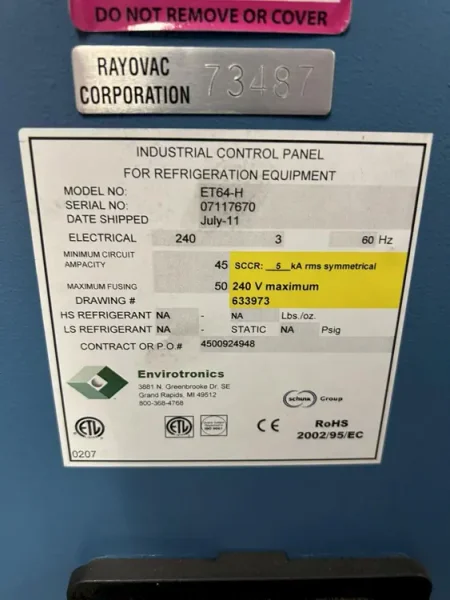 DO NOT REMOVE OR COVER
RAYOVAC
CORPORATION 73487
INDUSTRIAL CONTROL PANEL
FOR REFRIGERATION EQUIPMENT
MODEL NO: ET64-H
SERIAL NO: 07117670
DATE SHIPPED July-11
ELECTRICAL 240 3 60 Hz
MINIMUM CIRCUIT
AMPACITY 45 SCCR: 5 kA rms symmetrical
MAXIMUM FUSING 50 240 V maximum
DRAWING # 633973
HS REFRIGERANT NA - NA Lbs./oz.
LS REFRIGERANT NA - STATIC NA Psig
CONTRACT OR P.O.# 4500924948
Envirotronics
3881 N. Greenbrooke Dr. SE
Grand Rapids, MI 49512
800-368-4768
schunk Group
ETL ETL CE RoHS
2002/95/EC
0207